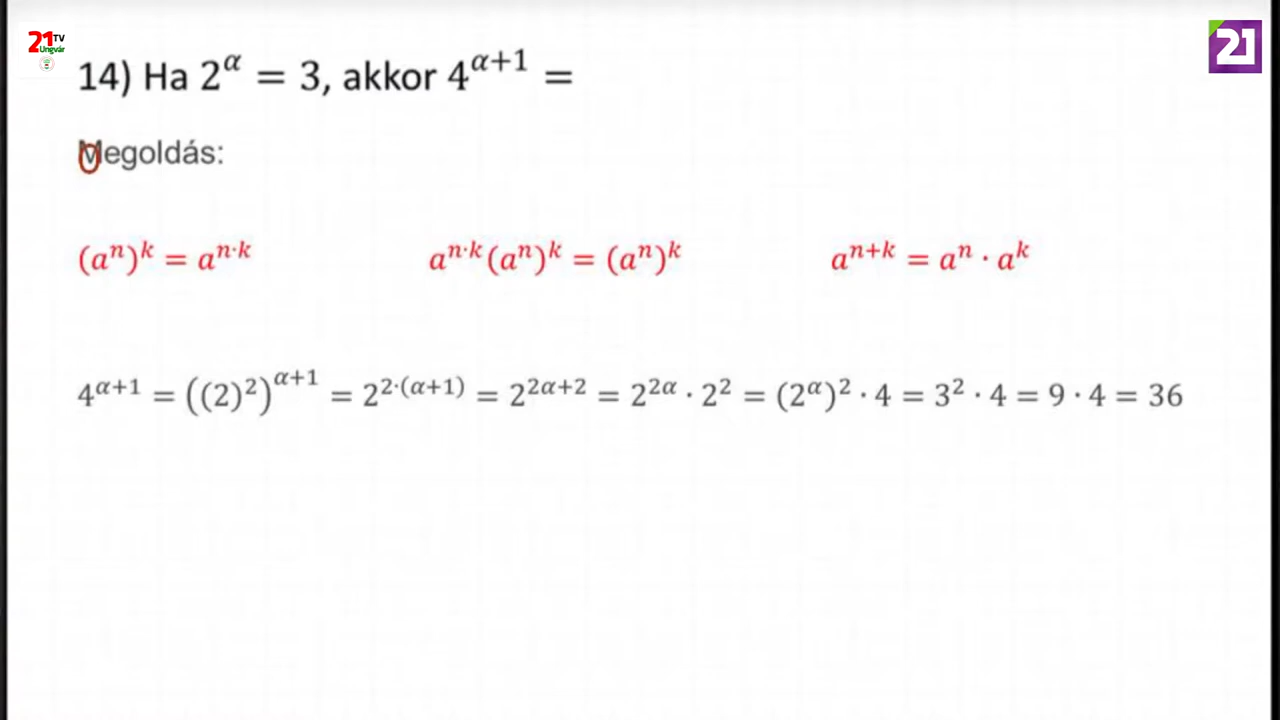 21 TV
Ungvár
21
14) Ha 2^α = 3, akkor 4^(α+1) =
Megoldás:
(a^n)^k = a^(n·k)
a^(n·k)(a^n)^k = (a^n)^k
a^(n+k) = a^n · a^k
4^(α+1) = ((2)^2)^(α+1) = 2^(2·(α+1)) = 2^(2α+2) = 2^(2α) · 2^2 = (2^α)^2 · 4 = 3^2 · 4 = 9 · 4 = 36